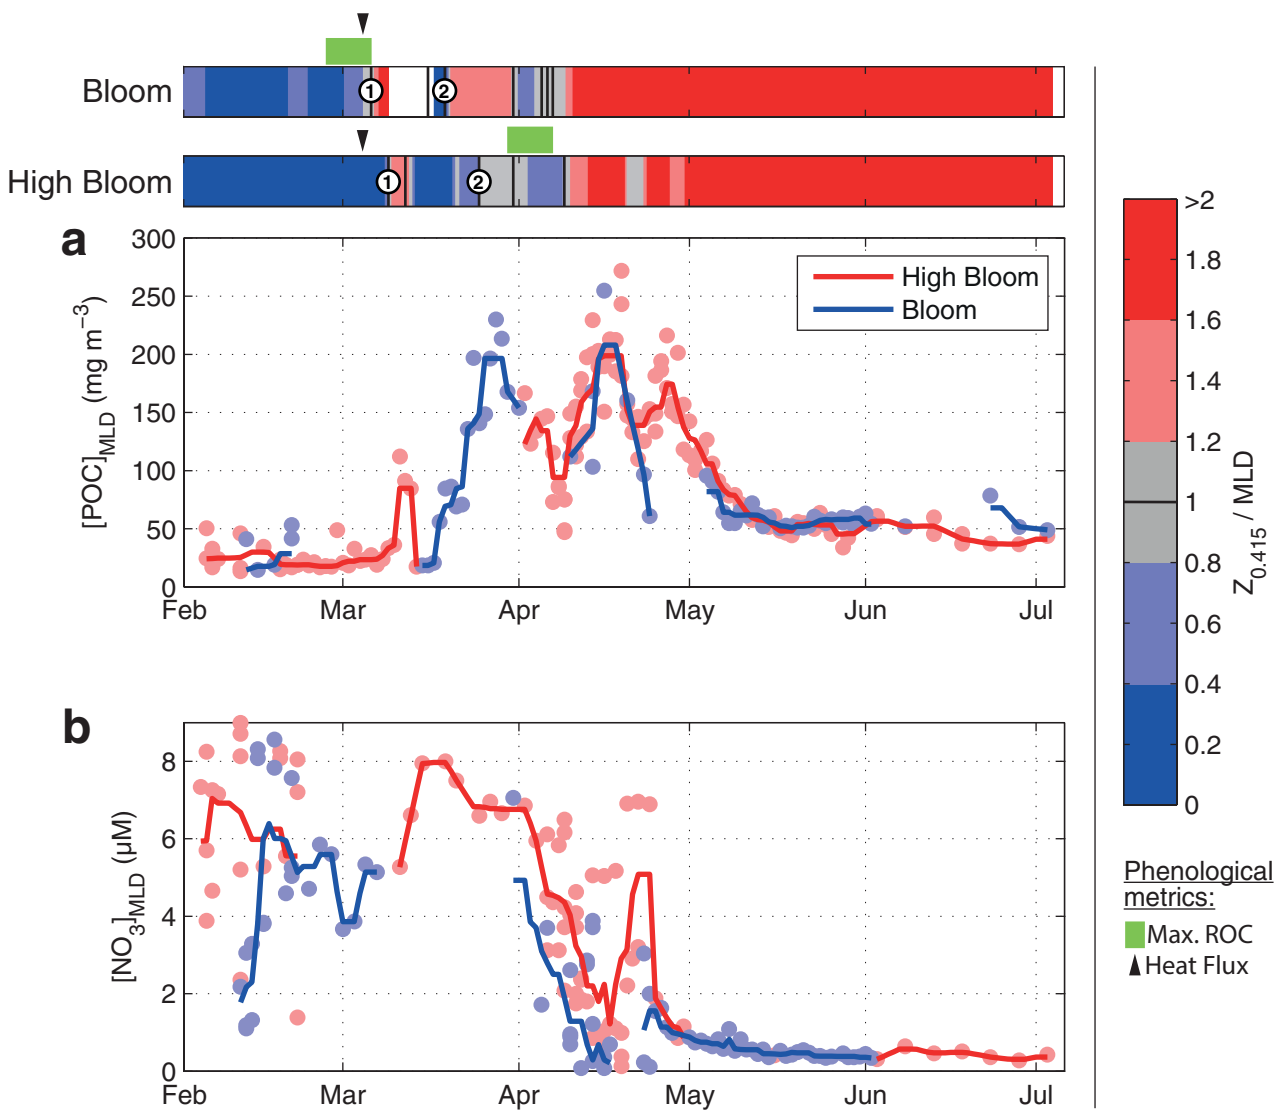 Bloom
1
2
High Bloom
1
2
a
300
250
200
150
100
50
0
[POC]MLD (mg m−3)
High Bloom
Bloom
Feb
Mar
Apr
May
Jun
Jul
b
8
6
4
2
0
[NO3]MLD (µM)
Feb
Mar
Apr
May
Jun
Jul
>2
1.8
1.6
1.4
1.2
1
0.8
0.6
0.4
0.2
0
Z0.415 / MLD
Phenological
metrics:
Max. ROC
Heat Flux